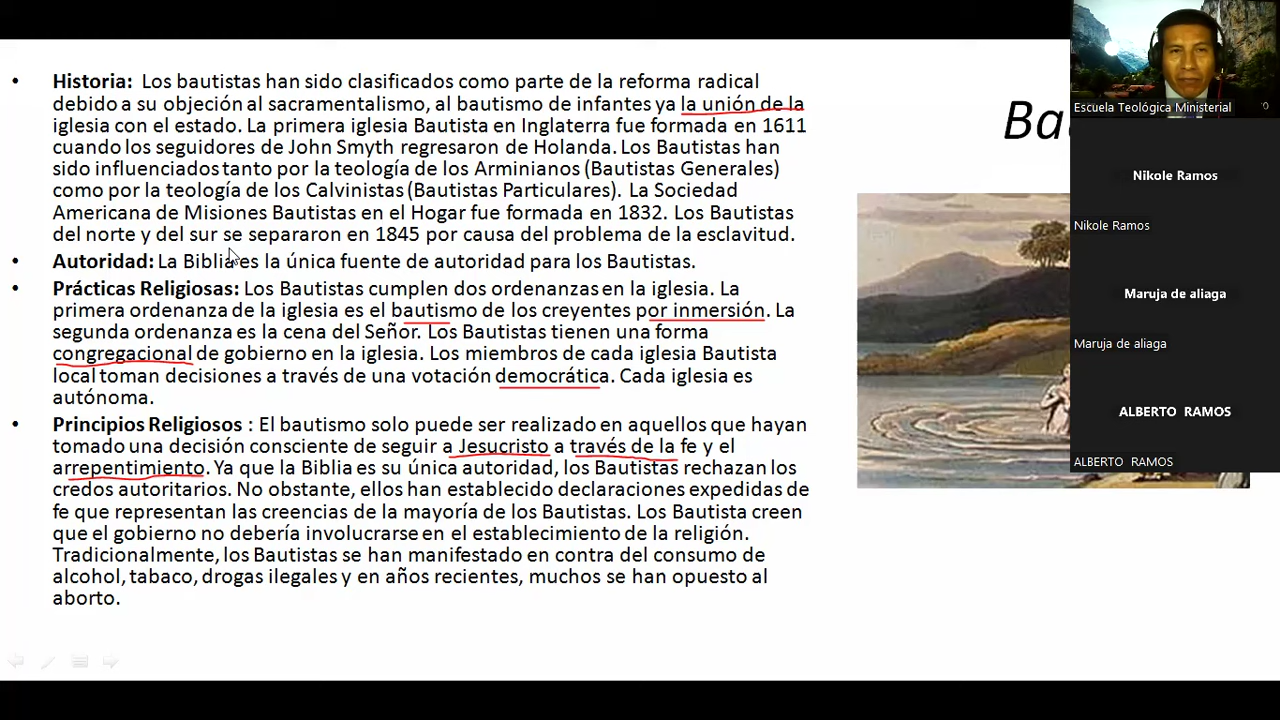 • Historia: Los bautistas han sido clasificados como parte de la reforma radical
debido a su objeción al sacramentalismo, al bautismo de infantes ya la unión de la
iglesia con el estado. La primera iglesia Bautista en Inglaterra fue formada en 1611
cuando los seguidores de John Smyth regresaron de Holanda. Los Bautistas han
sido influenciados tanto por la teología de los Arminianos (Bautistas Generales)
como por la teología de los Calvinistas (Bautistas Particulares). La Sociedad
Americana de Misiones Bautistas en el Hogar fue formada en 1832. Los Bautistas
del norte y del sur se separaron en 1845 por causa del problema de la esclavitud.
• Autoridad: La Biblia es la única fuente de autoridad para los Bautistas.
• Prácticas Religiosas: Los Bautistas cumplen dos ordenanzas en la iglesia. La
primera ordenanza de la iglesia es el bautismo de los creyentes por inmersión. La
segunda ordenanza es la cena del Señor. Los Bautistas tienen una forma
congregacional de gobierno en la iglesia. Los miembros de cada iglesia Bautista
local toman decisiones a través de una votación democrática. Cada iglesia es
autónoma.
• Principios Religiosos : El bautismo solo puede ser realizado en aquellos que hayan
tomado una decisión consciente de seguir a Jesucristo a través de la fe y el
arrepentimiento. Ya que la Biblia es su única autoridad, los Bautistas rechazan los
credos autoritarios. No obstante, ellos han establecido declaraciones expedidas de
fe que representan las creencias de la mayoría de los Bautistas. Los Bautista creen
que el gobierno no debería involucrarse en el establecimiento de la religión.
Tradicionalmente, los Bautistas se han manifestado en contra del consumo de
alcohol, tabaco, drogas ilegales y en años recientes, muchos se han opuesto al
aborto.
Escuela Teológica Ministerial
Nikole Ramos
Nikole Ramos
Maruja de aliaga
Maruja de aliaga
ALBERTO RAMOS
ALBERTO RAMOS